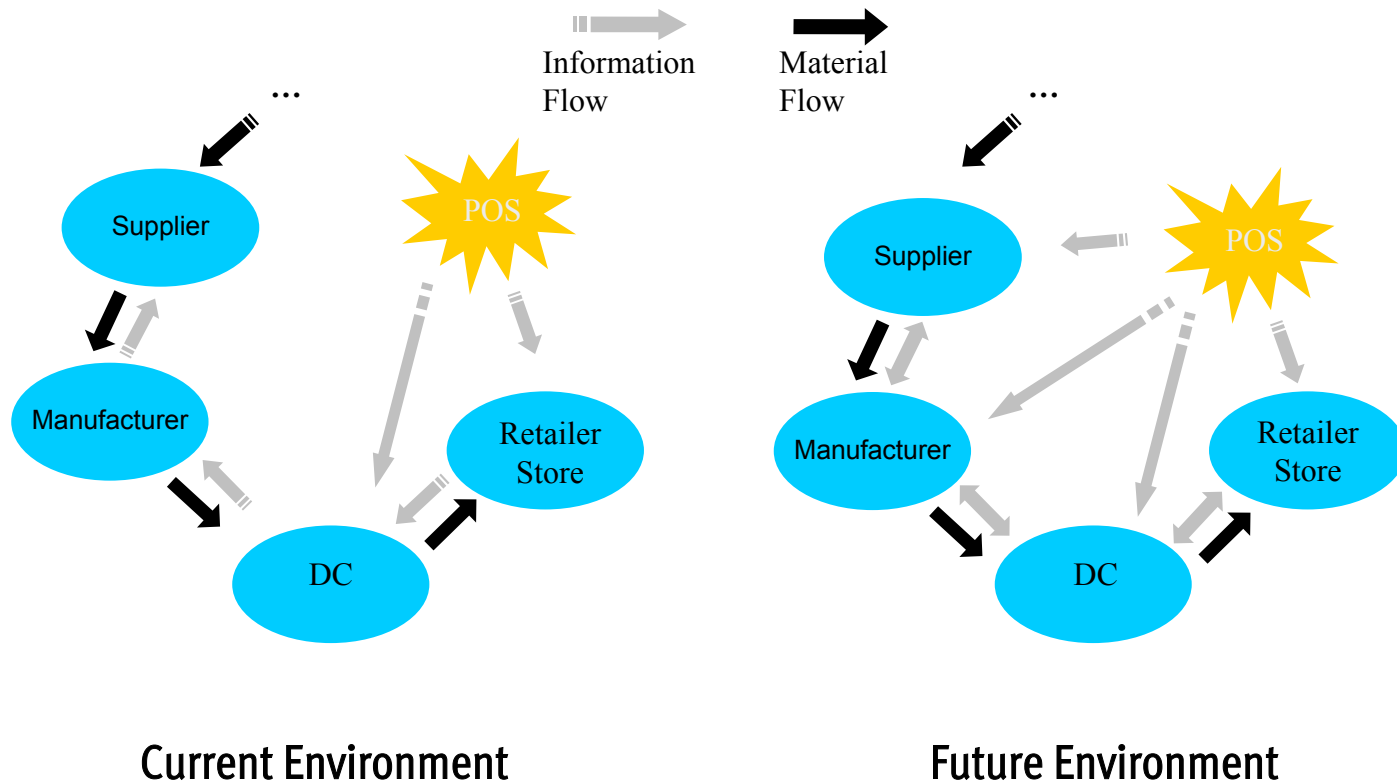 Information
Flow
Material
Flow
...
Supplier
POS
Manufacturer
Retailer
Store
DC
Current Environment
...
Supplier
POS
Manufacturer
Retailer
Store
DC
Future Environment